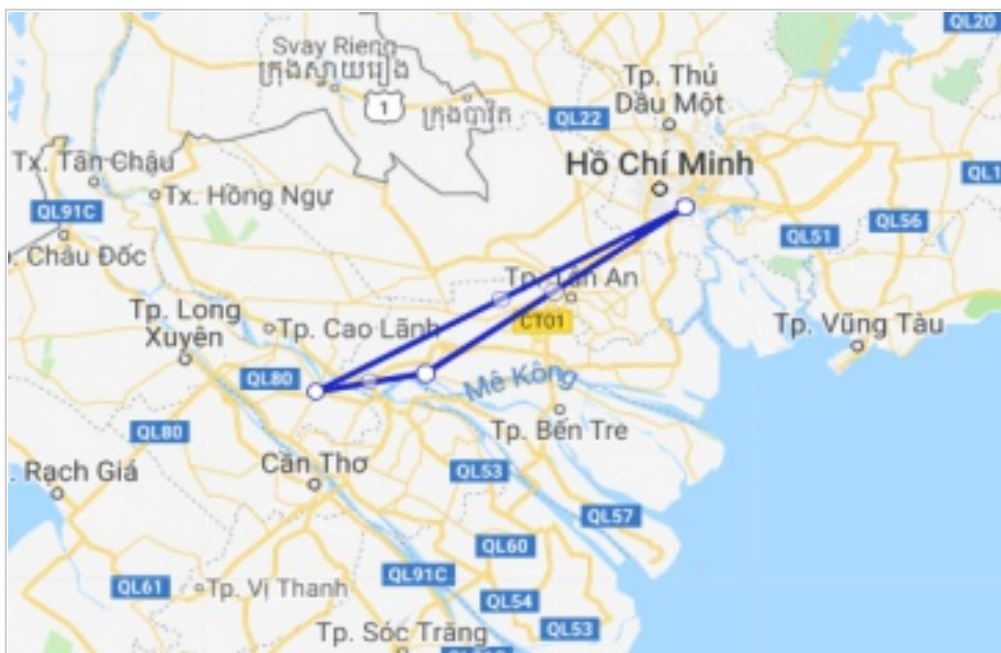 QL20
Svay Rieng
ក្រុងស្វាយរៀង
Tp. Thủ
Dầu Một
1
ក្រុងបាវិត
QL22
Hồ Chí Minh
QL1
Tx. Tân Châu
Tx. Hồng Ngự
QL91C
QL56
QL51
. Châu Đốc
Tp. Tân An
Tp. Long
Xuyên
Tp. Cao Lãnh
CT01
Tp. Vũng Tàu
QL80
Mê Kông
QL80
Tp. Bến Tre
. Rạch Giá
Cần Thơ
QL53
QL57
QL60
QL91C
QL61
Tp. Vị Thanh
QL54
QL53
Tp. Sóc Trăng